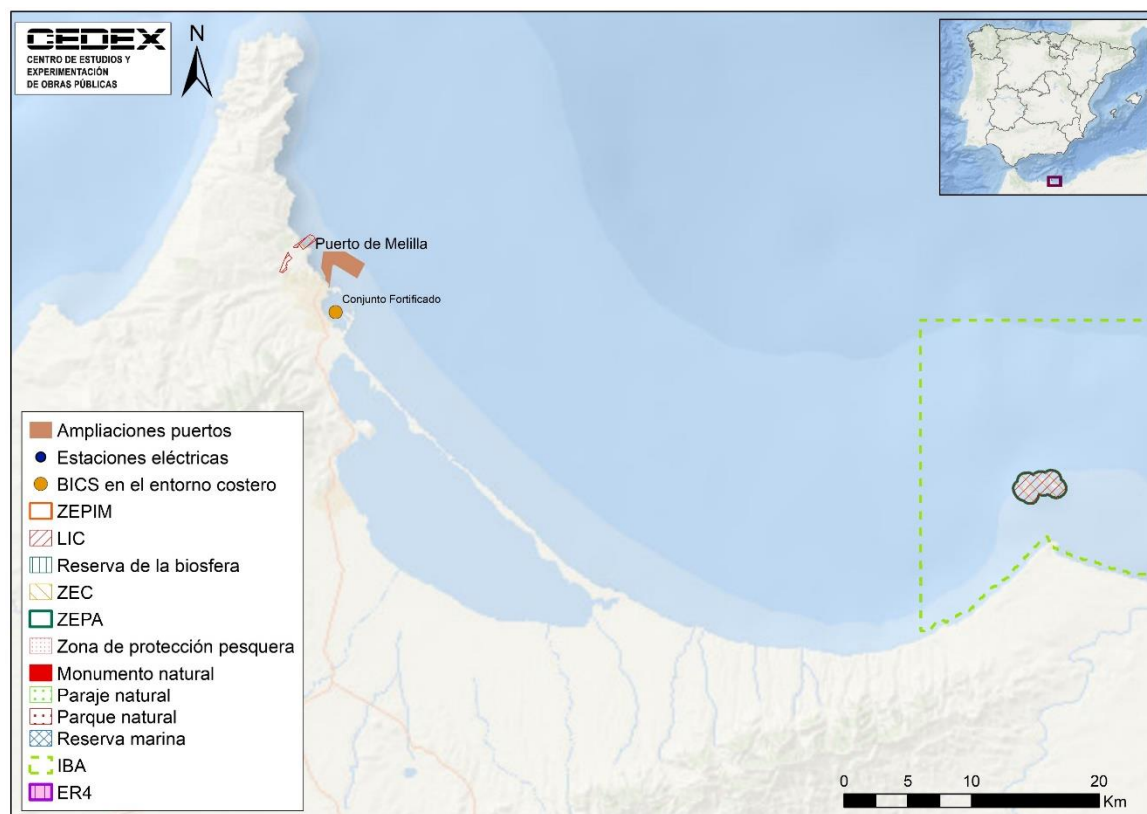 CEDEX
CENTRO DE ESTUDIOS Y
EXPERIMENTACIÓN
DE OBRAS PÚBLICAS
N
Puerto de Melilla
Conjunto Fortificado
Ampliaciones puertos
Estaciones eléctricas
BICS en el entorno costero
ZEPIM
LIC
Reserva de la biosfera
ZEC
ZEPA
Zona de protección pesquera
Monumento natural
Paraje natural
Parque natural
Reserva marina
IBA
ER4
0 5 10 20
Km